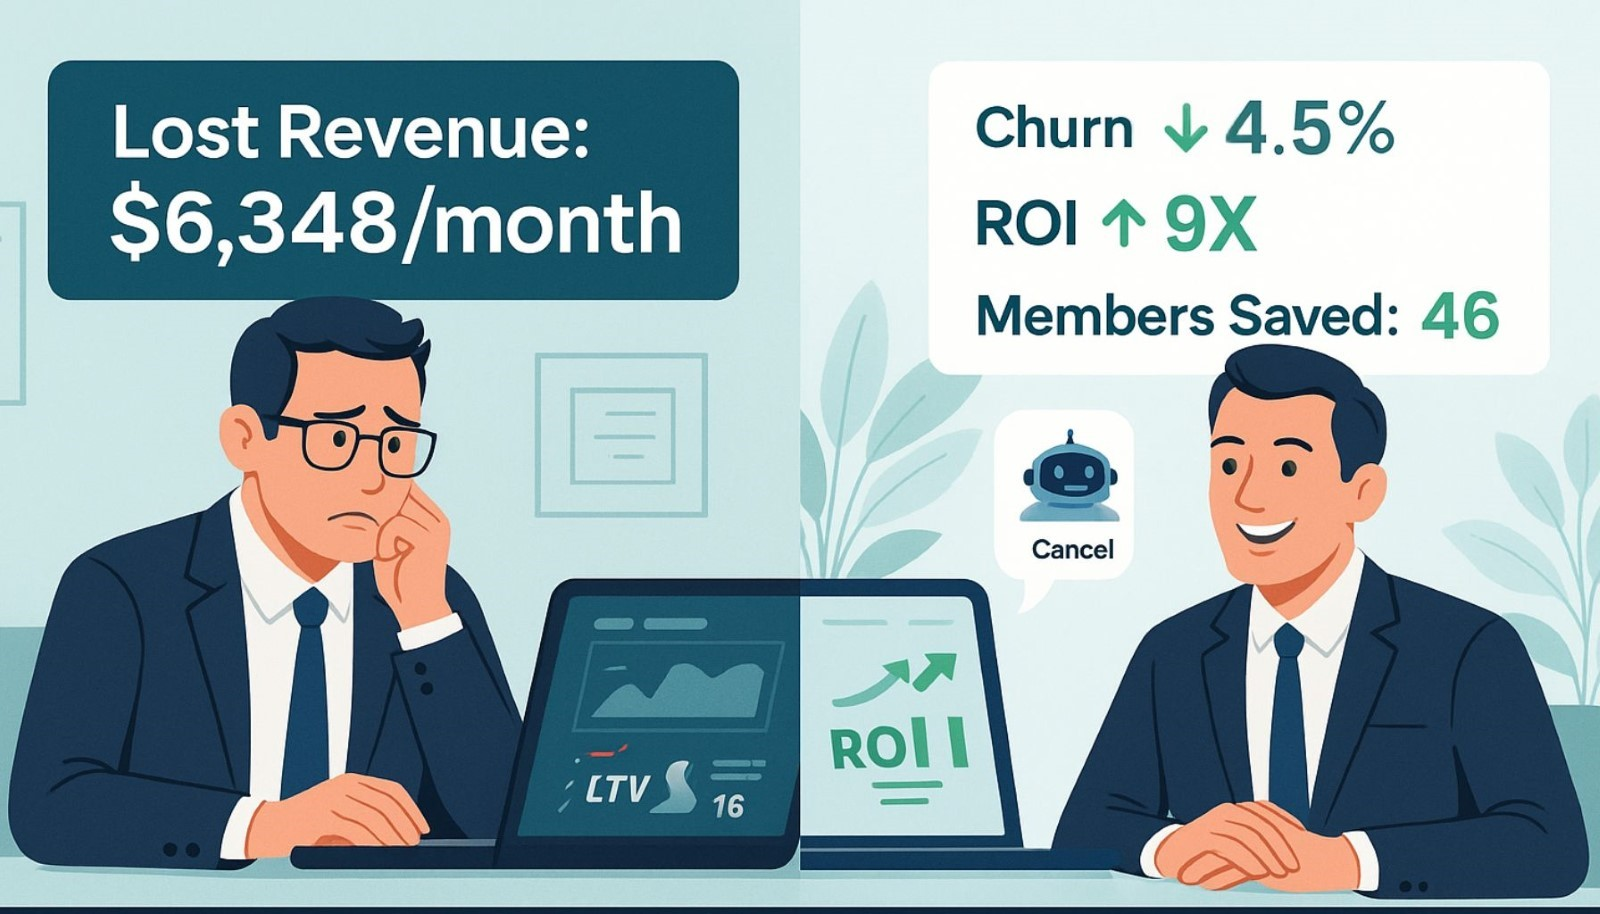 Lost Revenue:
$6,348/month
LTV
16
Churn ↓ 4.5%
ROI ↑ 9X
Members Saved: 46
Cancel
ROI I